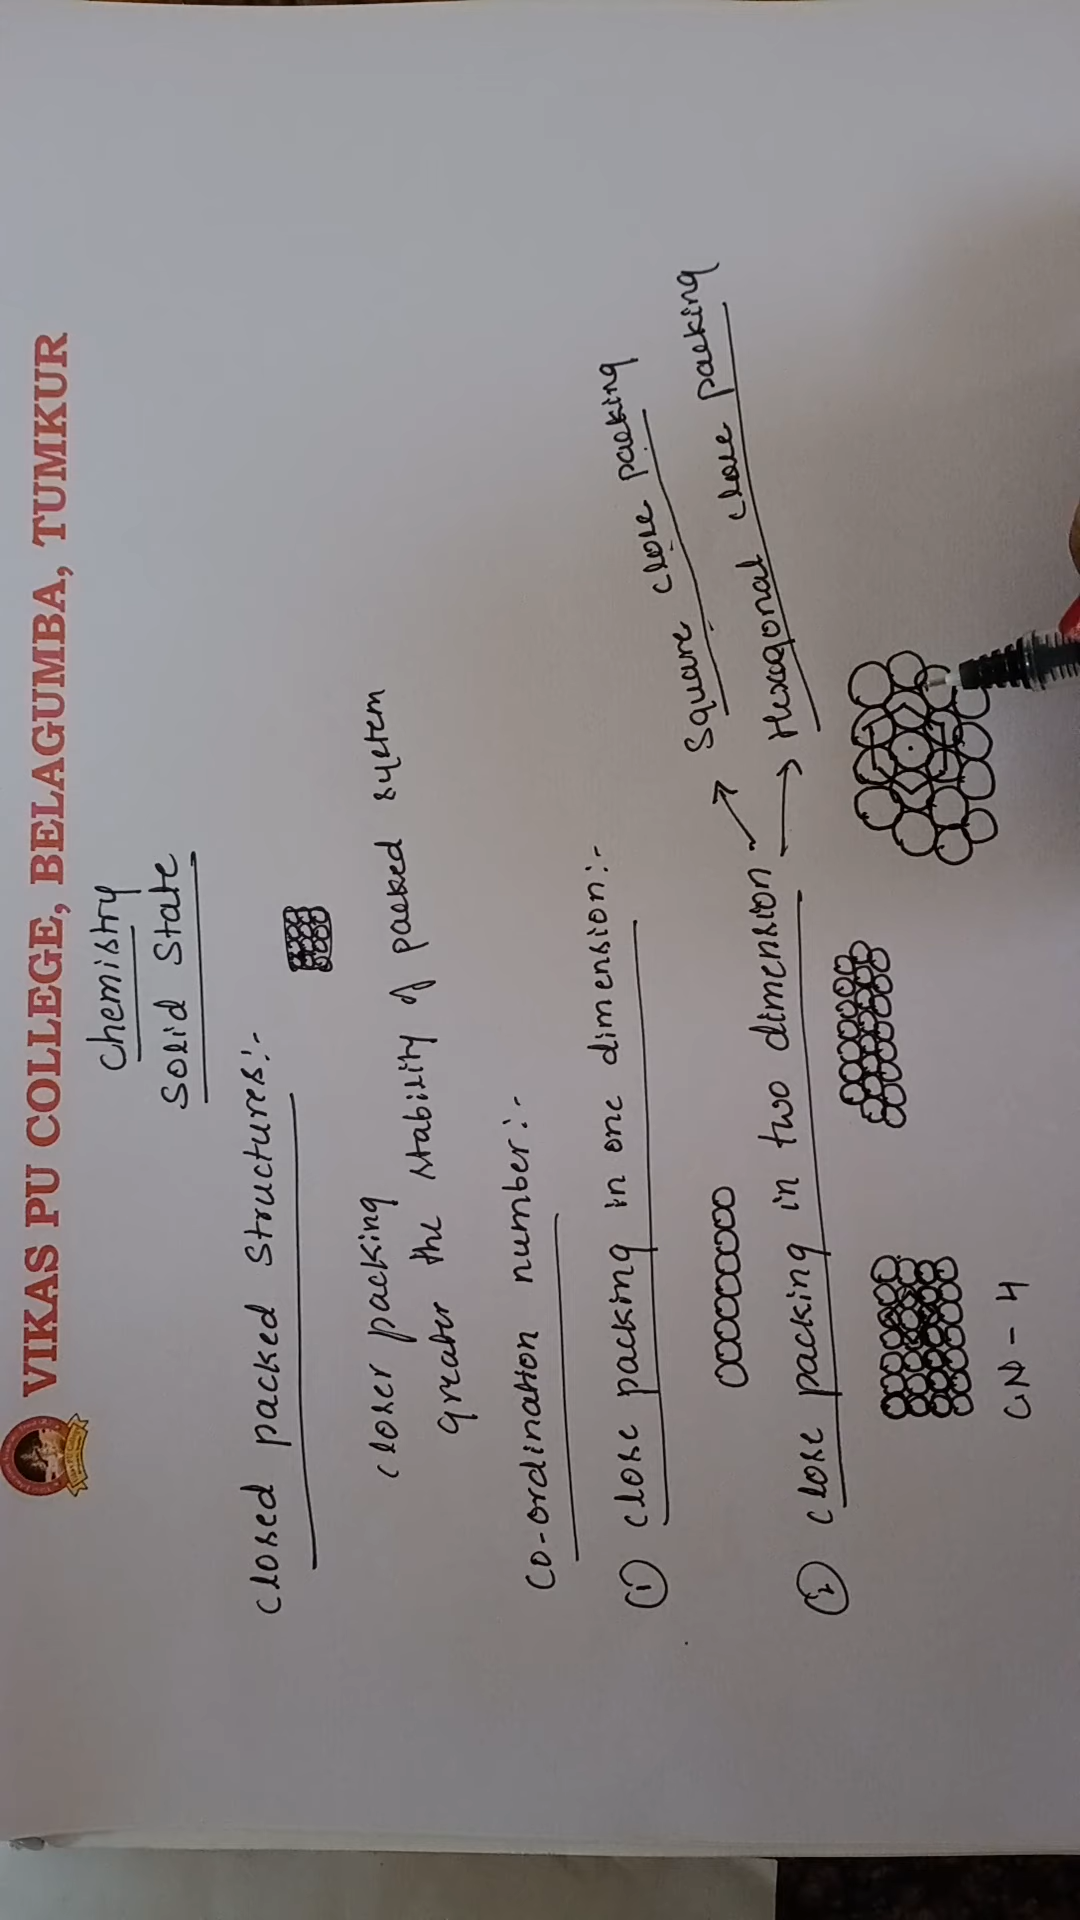 VIKAS PU COLLEGE, BELAGUMBA, TUMKUR
Chemistry
Solid State
Closed packed Structures:-
Closer packing
greater the stability of packed system
Co-ordination number:-
① Close packing in one dimension:-
② Close packing in two dimension
Square close packing
Hexagonal close packing
CN - 4